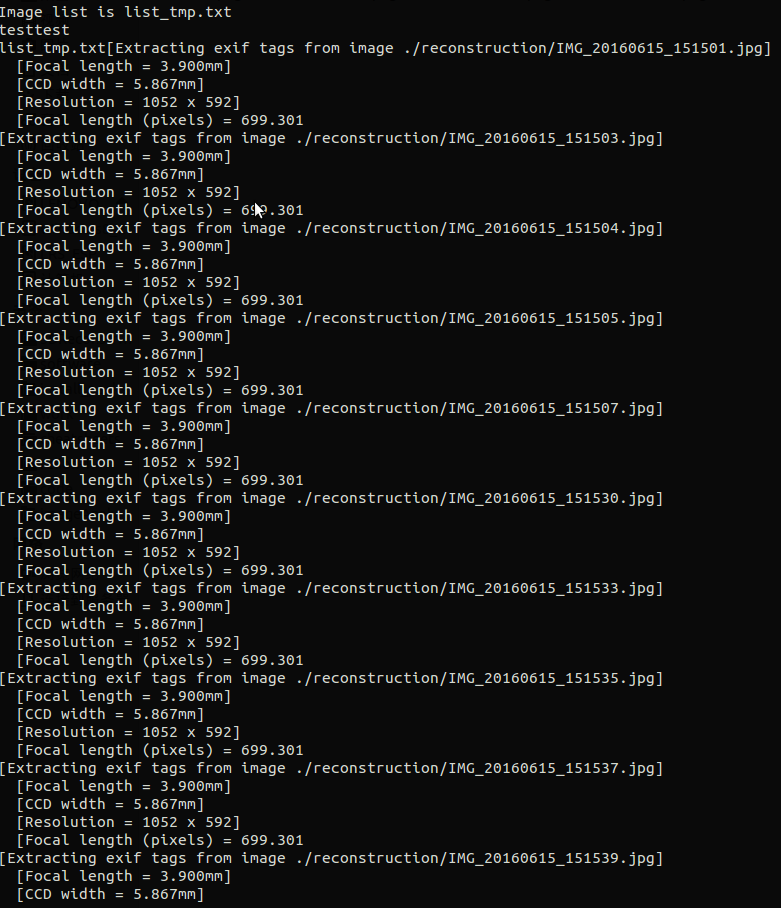 Image list is list_tmp.txt
testtest
list_tmp.txt[Extracting exif tags from image ./reconstruction/IMG_20160615_151501.jpg]
  [Focal length = 3.900mm]
  [CCD width = 5.867mm]
  [Resolution = 1052 x 592]
  [Focal length (pixels) = 699.301
[Extracting exif tags from image ./reconstruction/IMG_20160615_151503.jpg]
  [Focal length = 3.900mm]
  [CCD width = 5.867mm]
  [Resolution = 1052 x 592]
  [Focal length (pixels) = 699.301
[Extracting exif tags from image ./reconstruction/IMG_20160615_151504.jpg]
  [Focal length = 3.900mm]
  [CCD width = 5.867mm]
  [Resolution = 1052 x 592]
  [Focal length (pixels) = 699.301
[Extracting exif tags from image ./reconstruction/IMG_20160615_151505.jpg]
  [Focal length = 3.900mm]
  [CCD width = 5.867mm]
  [Resolution = 1052 x 592]
  [Focal length (pixels) = 699.301
[Extracting exif tags from image ./reconstruction/IMG_20160615_151507.jpg]
  [Focal length = 3.900mm]
  [CCD width = 5.867mm]
  [Resolution = 1052 x 592]
  [Focal length (pixels) = 699.301
[Extracting exif tags from image ./reconstruction/IMG_20160615_151530.jpg]
  [Focal length = 3.900mm]
  [CCD width = 5.867mm]
  [Resolution = 1052 x 592]
  [Focal length (pixels) = 699.301
[Extracting exif tags from image ./reconstruction/IMG_20160615_151533.jpg]
  [Focal length = 3.900mm]
  [CCD width = 5.867mm]
  [Resolution = 1052 x 592]
  [Focal length (pixels) = 699.301
[Extracting exif tags from image ./reconstruction/IMG_20160615_151535.jpg]
  [Focal length = 3.900mm]
  [CCD width = 5.867mm]
  [Resolution = 1052 x 592]
  [Focal length (pixels) = 699.301
[Extracting exif tags from image ./reconstruction/IMG_20160615_151537.jpg]
  [Focal length = 3.900mm]
  [CCD width = 5.867mm]
  [Resolution = 1052 x 592]
  [Focal length (pixels) = 699.301
[Extracting exif tags from image ./reconstruction/IMG_20160615_151539.jpg]
  [Focal length = 3.900mm]
  [CCD width = 5.867mm]